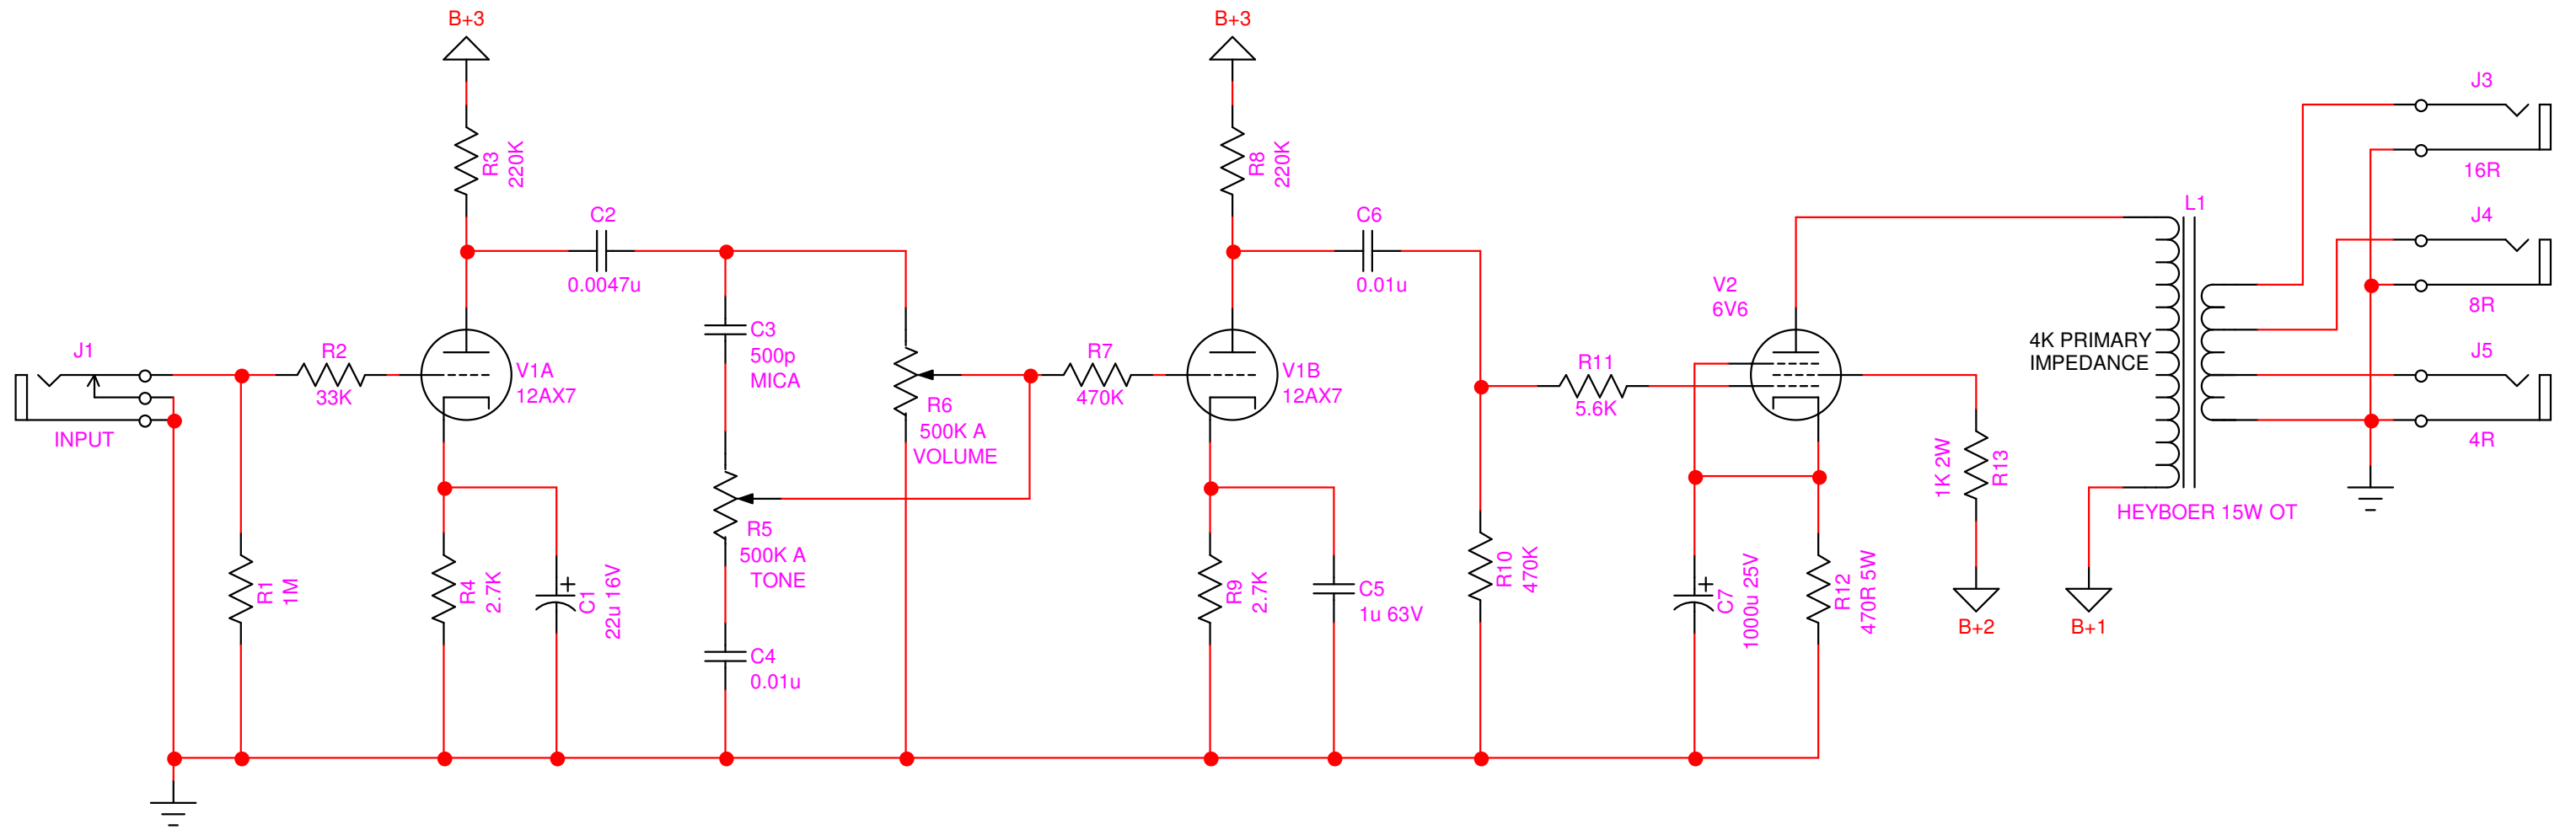 B+3
B+3
J3
16R
R3
220K
R8
220K
L1
C2
0.0047u
C6
0.01u
J4
8R
V2
6V6
C3
500p
MICA
4K PRIMARY
IMPEDANCE
J1
INPUT
R2
33K
V1A
12AX7
R7
470K
V1B
12AX7
R11
5.6K
J5
4R
R6
500K A
VOLUME
1K 2W
R13
HEYBOER 15W OT
R5
500K A
TONE
R1
1M
R4
2.7K
C1
22u 16V
+
R9
2.7K
C5
1u 63V
R10
470K
+
C7
1000u 25V
R12
470R 5W
B+2
B+1
C4
0.01u